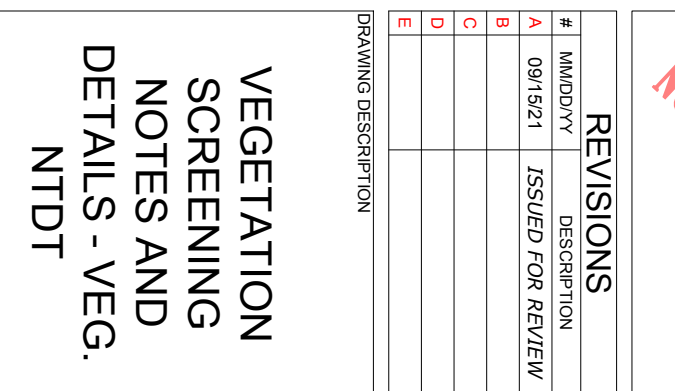 REVISIONS
# MM/DD/YY DESCRIPTION
A 09/15/21 ISSUED FOR REVIEW
B
C
D
E
DRAWING DESCRIPTION
VEGETATION
SCREENING
NOTES AND
DETAILS - VEG.
NTDT